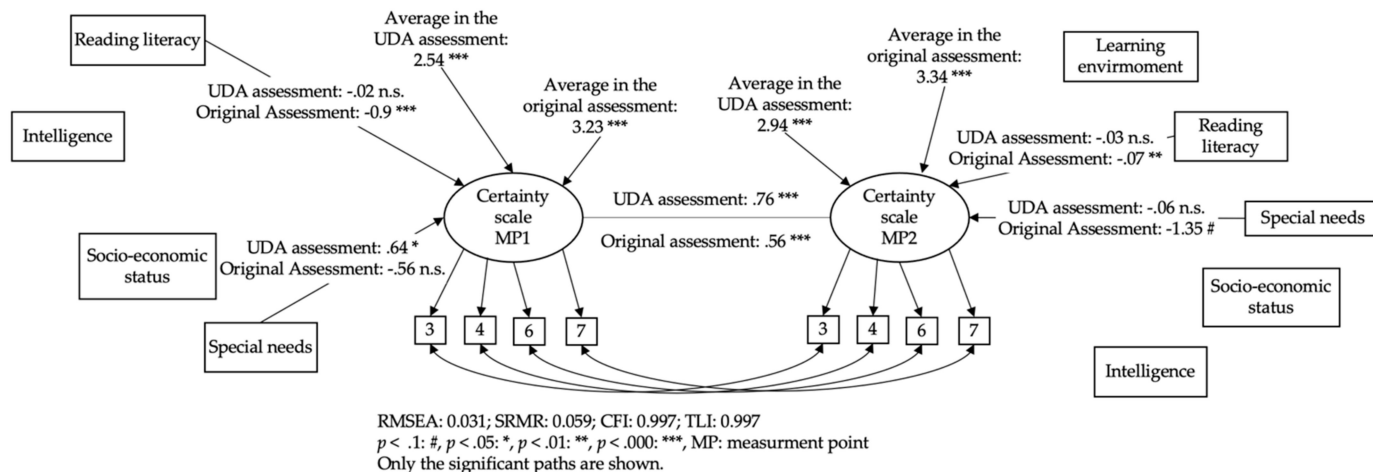 Reading literacy
Average in the
UDA assessment:
2.54 ***
Average in the
original assessment:
3.23 ***
UDA assessment: -.02 n.s.
Original Assessment: -0.9 ***
Intelligence
Socio-economic
status
UDA assessment: .64 *
Original Assessment: -.56 n.s.
Special needs
Certainty
scale
MP1
UDA assessment: .76 ***
Original assessment: .56 ***
Average in the
UDA assessment:
2.94 ***
Average in the
original assessment:
3.34 ***
Certainty
scale
MP2
Learning
envirmoment
Reading
literacy
UDA assessment: -.03 n.s.
Original Assessment: -.07 **
UDA assessment: -.06 n.s.
Original Assessment: -1.35 #
Special needs
Socio-economic
status
Intelligence
3 4 6 7
3 4 6 7
RMSEA: 0.031; SRMR: 0.059; CFI: 0.997; TLI: 0.997
p < .1: #, p < .05: *, p < .01: **, p < .000: ***, MP: measurment point
Only the significant paths are shown.